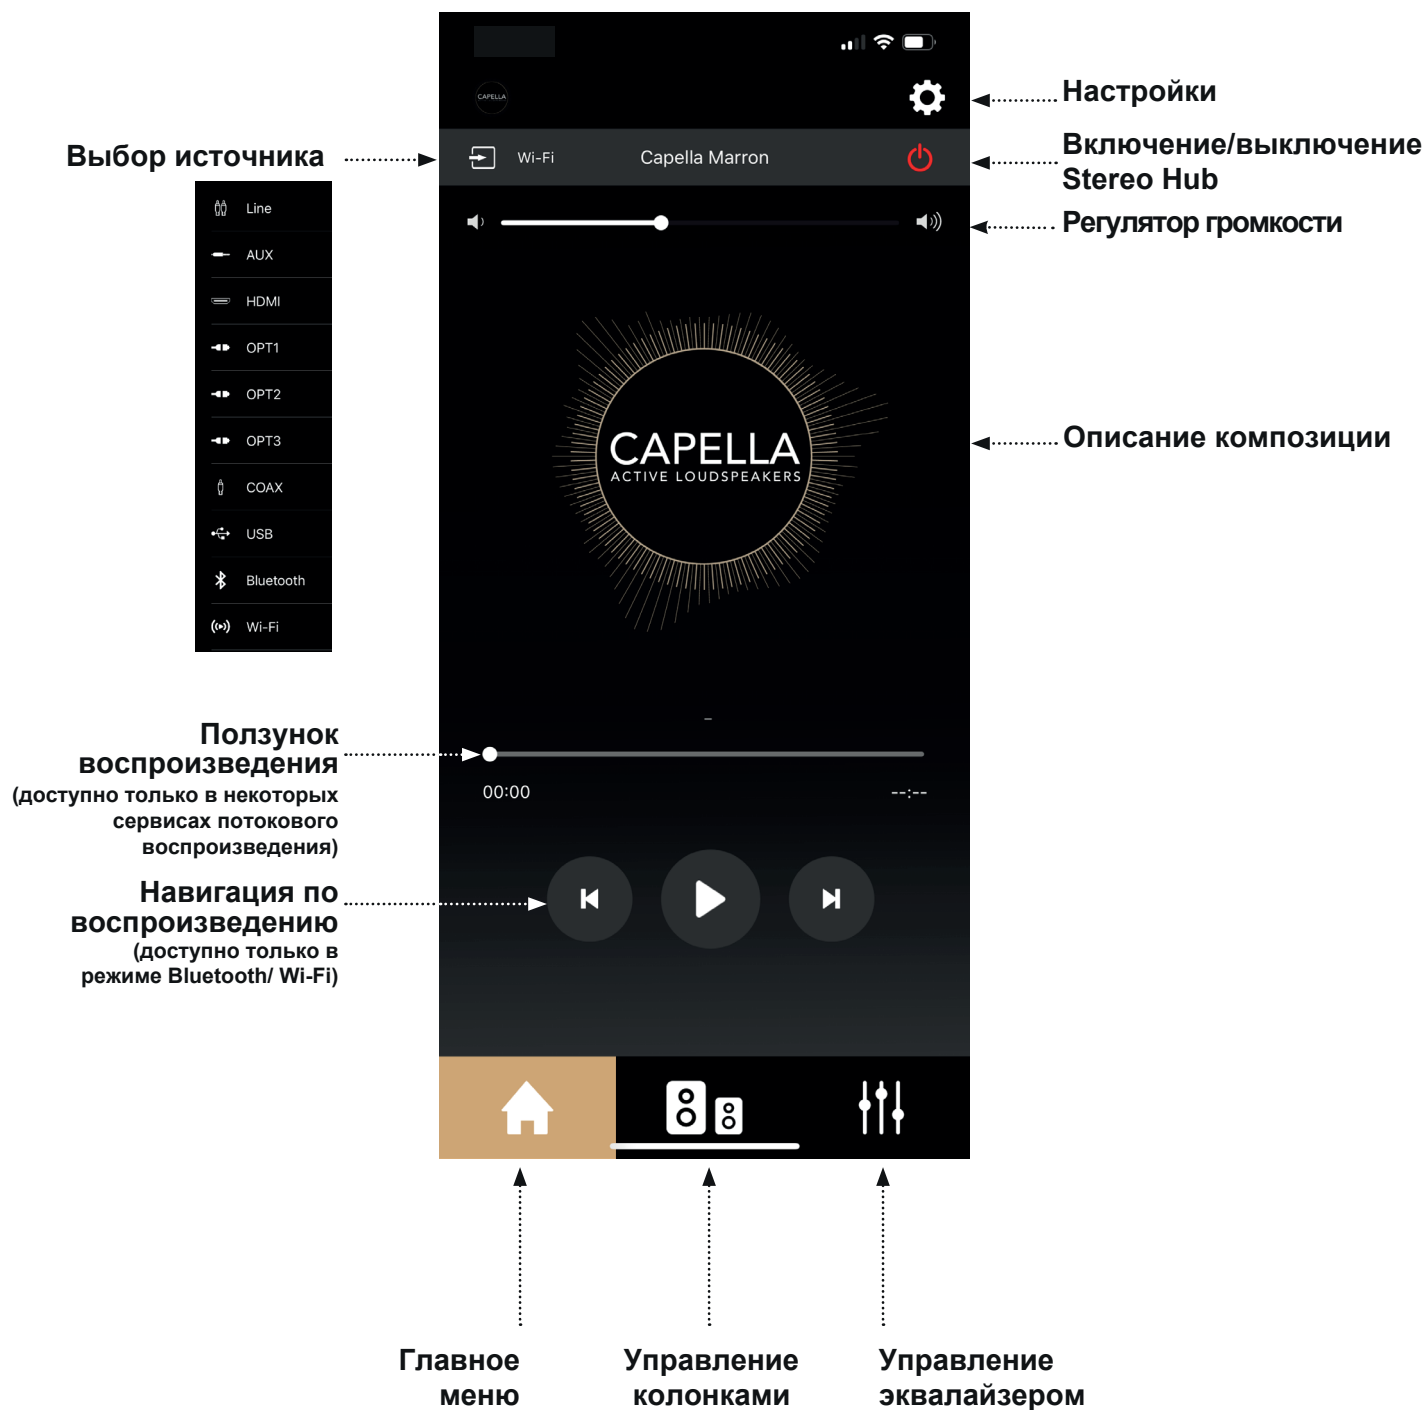 CAPELLA
Настройки
Выбор источника
Wi-Fi
Capella Marron
Включение/выключение
Stereo Hub
Регулятор громкости
Line
AUX
HDMI
OPT1
OPT2
OPT3
COAX
USB
Bluetooth
Wi-Fi
CAPELLA
ACTIVE LOUDSPEAKERS
Описание композиции
–
Ползунок
воспроизведения
(доступно только в некоторых
сервисах потокового
воспроизведения)
00:00
--:--
Навигация по
воспроизведению
(доступно только в
режиме Bluetooth/ Wi-Fi)
Главное
меню
Управление
колонками
Управление
эквалайзером